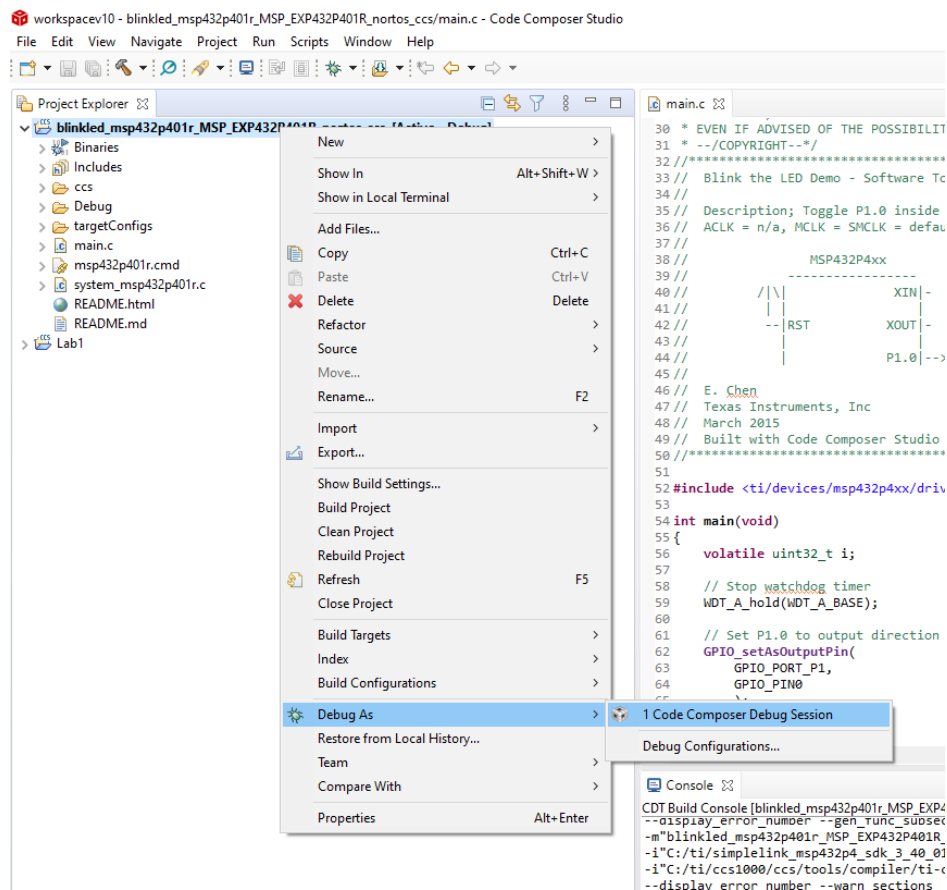 workspacev10 - blinkled_msp432p401r_MSP_EXP432P401R_nortos_ccs/main.c - Code Composer Studio
File Edit View Navigate Project Run Scripts Window Help
Project Explorer
blinkled_msp432p401r_MSP_EXP432P401R_nortos_ccs [Active - Debug]
Binaries
Includes
ccs
Debug
targetConfigs
main.c
msp432p401r.cmd
system_msp432p401r.c
README.html
README.md
Lab1
New
Show In Alt+Shift+W
Show in Local Terminal
Add Files...
Copy Ctrl+C
Paste Ctrl+V
Delete Delete
Refactor
Source
Move...
Rename... F2
Import
Export...
Show Build Settings...
Build Project
Clean Project
Rebuild Project
Refresh F5
Close Project
Build Targets
Index
Build Configurations
Debug As
Restore from Local History...
Team
Compare With
Properties Alt+Enter
1 Code Composer Debug Session
Debug Configurations...
main.c
30 * EVEN IF ADVISED OF THE POSSIBILIT
31 * --/COPYRIGHT--*/
32 //**********************************
33 //  Blink the LED Demo - Software To
34 //
35 //  Description; Toggle P1.0 inside
36 //  ACLK = n/a, MCLK = SMCLK = defau
37 //
38 //                MSP432P4xx
39 //             -----------------
40 //         /|\|              XIN|-
41 //          | |                 |
42 //          --|RST          XOUT|-
43 //            |                 |
44 //            |             P1.0|-->
45 //
46 //  E. Chen
47 //  Texas Instruments, Inc
48 //  March 2015
49 //  Built with Code Composer Studio
50 //**********************************
51
52 #include <ti/devices/msp432p4xx/driv
53
54 int main(void)
55 {
56     volatile uint32_t i;
57
58     // Stop watchdog timer
59     WDT_A_hold(WDT_A_BASE);
60
61     // Set P1.0 to output direction
62     GPIO_setAsOutputPin(
63         GPIO_PORT_P1,
64         GPIO_PIN0
65         );
Console
CDT Build Console [blinkled_msp432p401r_MSP_EXP4
--display_error_number --gen_func_subsec
-m"blinkled_msp432p401r_MSP_EXP432P401R_
-i"C:/ti/simplelink_msp432p4_sdk_3_40_01
-i"C:/ti/ccs1000/ccs/tools/compiler/ti-c
--display_error_number --warn_sections